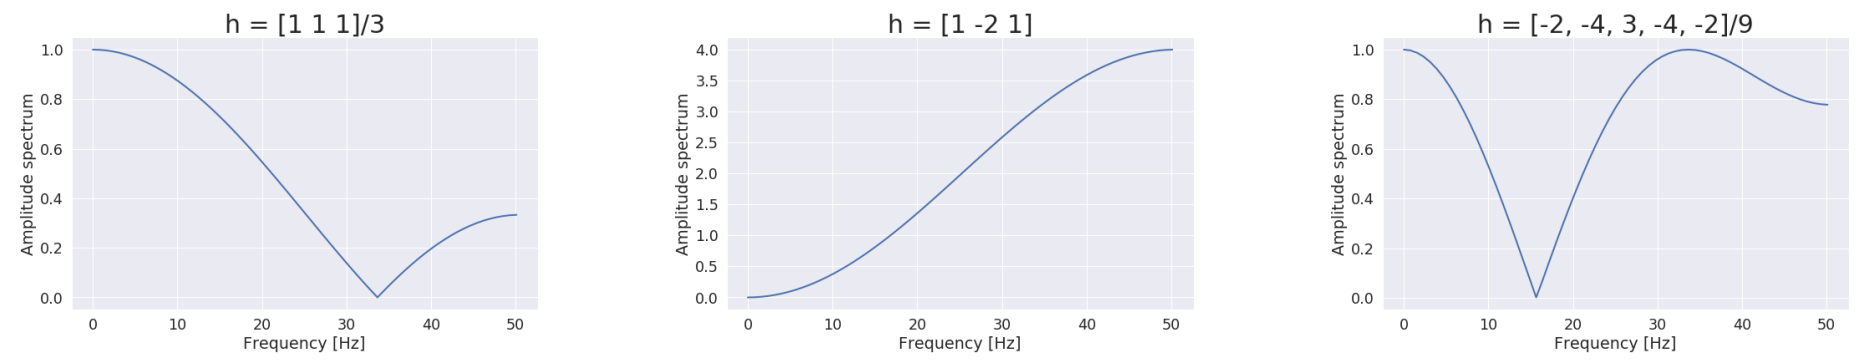 h = [1 1 1]/3
1.0
0.8
0.6
0.4
0.2
0.0
Amplitude spectrum
0 10 20 30 40 50
Frequency [Hz]
h = [1 -2 1]
4.0
3.5
3.0
2.5
2.0
1.5
1.0
0.5
0.0
Amplitude spectrum
0 10 20 30 40 50
Frequency [Hz]
h = [-2, -4, 3, -4, -2]/9
1.0
0.8
0.6
0.4
0.2
0.0
Amplitude spectrum
0 10 20 30 40 50
Frequency [Hz]